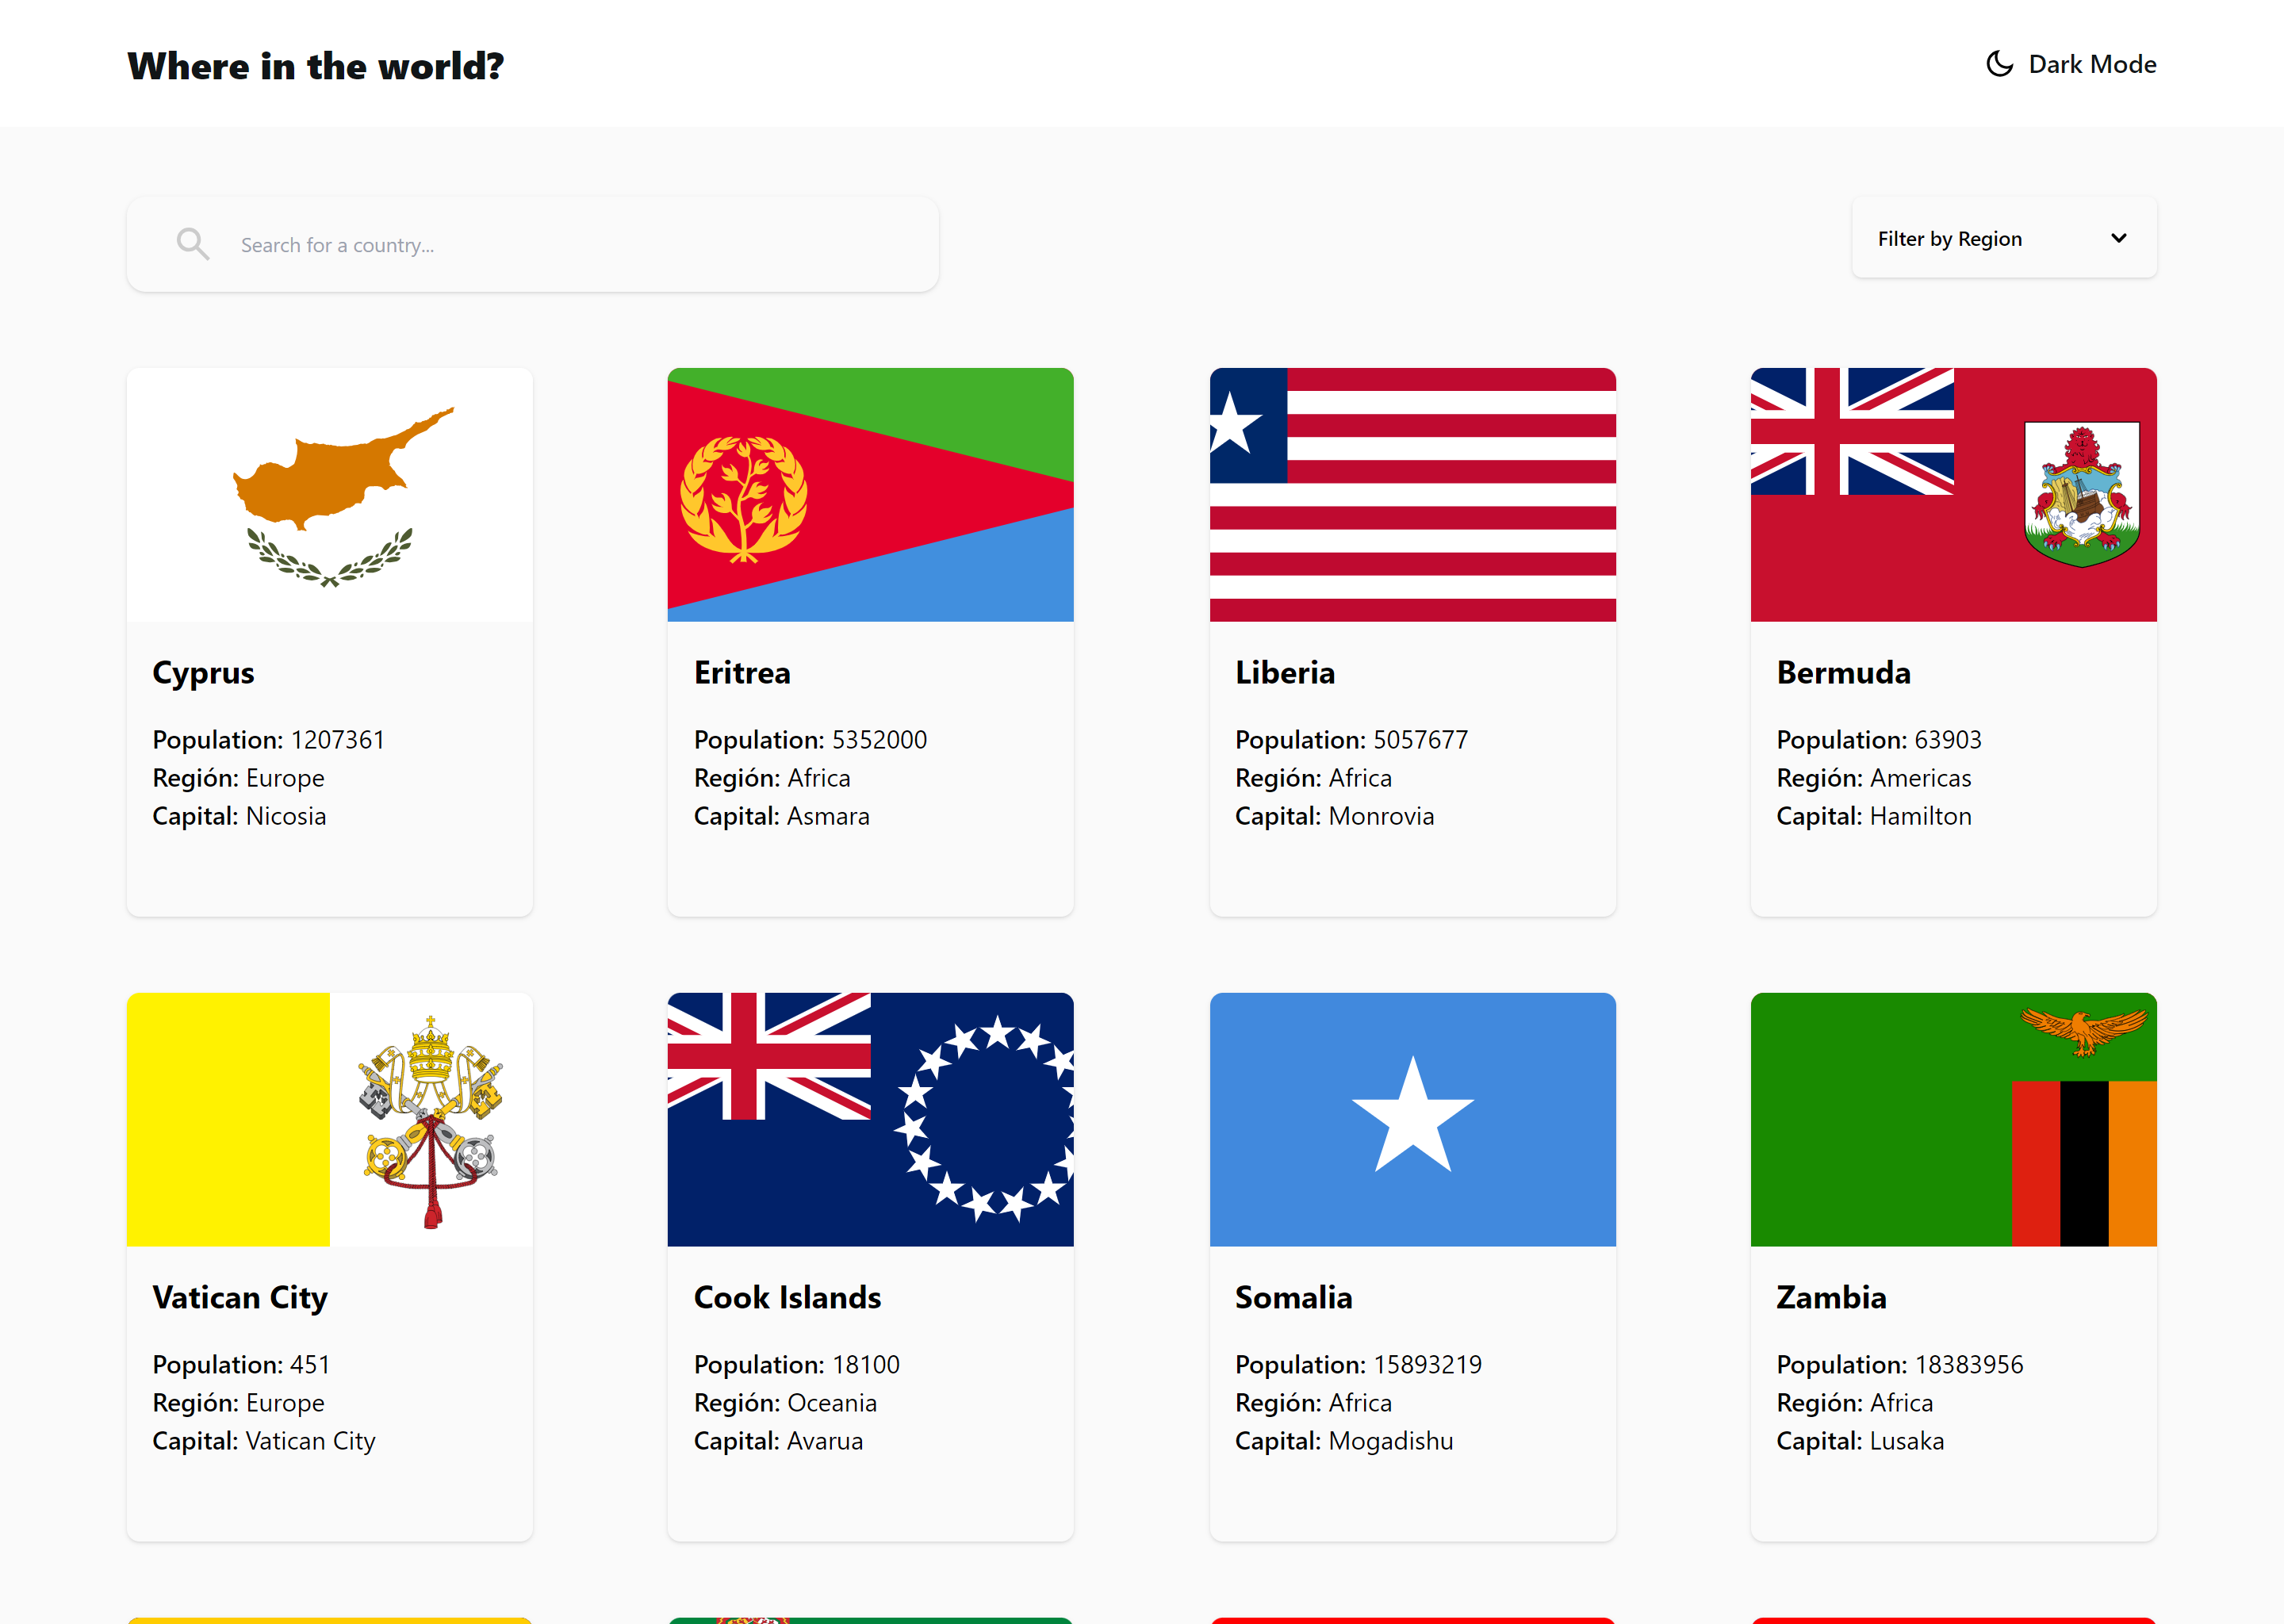 Where in the world?
Dark Mode
Search for a country...
Filter by Region
Cyprus
Population: 1207361
Región: Europe
Capital: Nicosia
Eritrea
Population: 5352000
Región: Africa
Capital: Asmara
Liberia
Population: 5057677
Región: Africa
Capital: Monrovia
Bermuda
Population: 63903
Región: Americas
Capital: Hamilton
Vatican City
Population: 451
Región: Europe
Capital: Vatican City
Cook Islands
Population: 18100
Región: Oceania
Capital: Avarua
Somalia
Population: 15893219
Región: Africa
Capital: Mogadishu
Zambia
Population: 18383956
Región: Africa
Capital: Lusaka